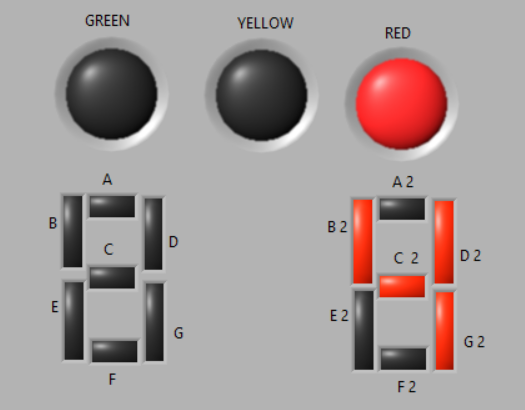 GREEN
YELLOW
RED
A
B
C
D
E
F
G
A 2
B 2
C 2
D 2
E 2
F 2
G 2